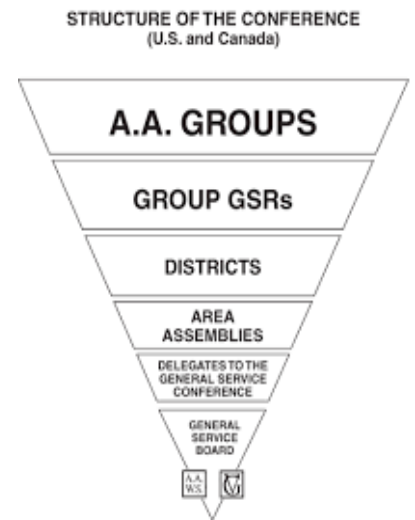 STRUCTURE OF THE CONFERENCE
(U.S. and Canada)
A.A. GROUPS
GROUP GSRs
DISTRICTS
AREA
ASSEMBLIES
DELEGATES TO THE
GENERAL SERVICE
CONFERENCE
GENERAL
SERVICE
BOARD
A.A.
W.S.
GV